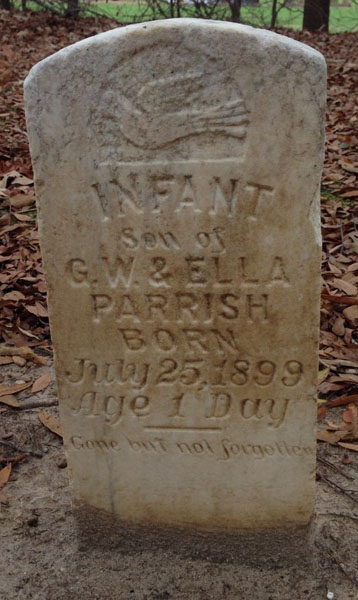 INFANT
Son of
G.W. & ELLA
PARRISH
BORN
July 25, 1899
Age 1 Day
Gone but not forgotten